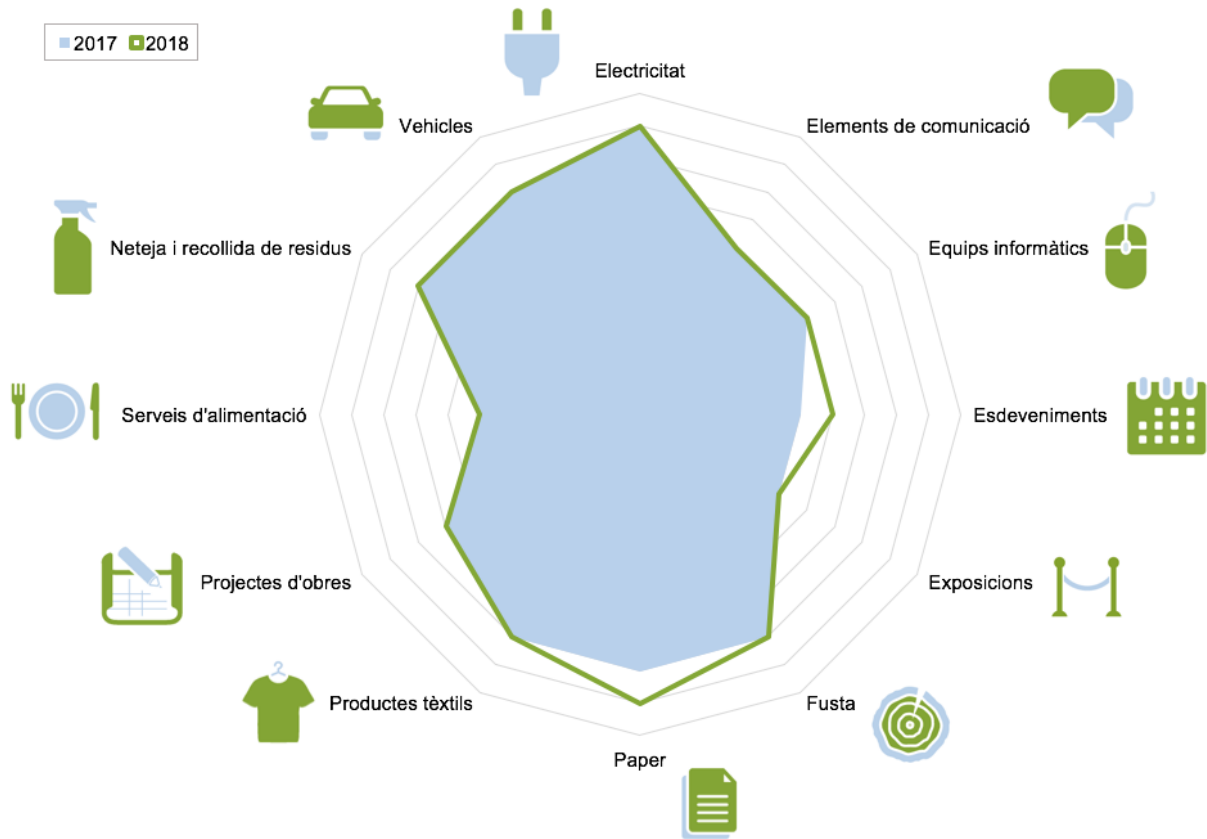 2017 2018
Electricitat
Elements de comunicació
Equips informàtics
Esdeveniments
Exposicions
Fusta
Paper
Productes tèxtils
Projectes d'obres
Serveis d'alimentació
Neteja i recollida de residus
Vehicles